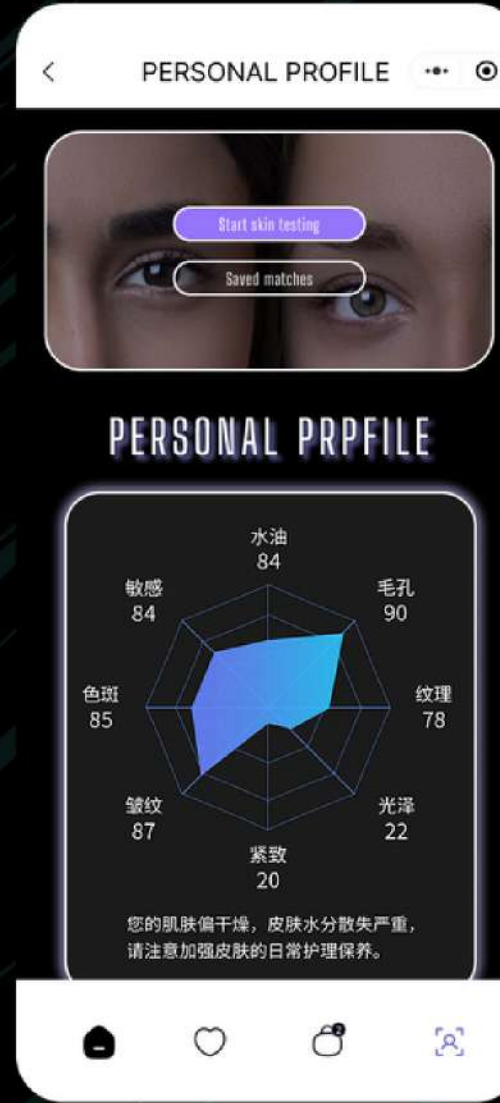 PERSONAL PROFILE
Start skin testing
Saved matches
PERSONAL PRPFILE
水油
84
敏感
84
毛孔
90
色斑
85
纹理
78
皱纹
87
光泽
22
紧致
20
您的肌肤偏干燥，皮肤水分散失严重，
请注意加强皮肤的日常护理保养。
2